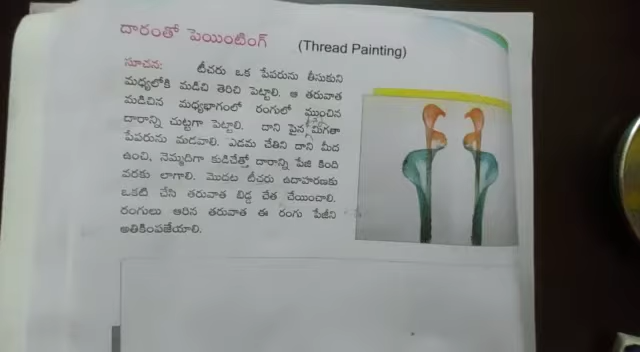 దారంతో పెయింటింగ్ (Thread Painting)
సూచన: టీచరు ఒక పేపరును తీసుకుని
మధ్యలోకి మడిచి తెరిచి పెట్టాలి. ఆ తరువాత
మడిచిన మధ్యభాగంలో రంగులో ముంచిన
దారాన్ని చుట్టగా పెట్టాలి. దాని పైన మిగతా
పేపరును మడవాలి. ఎడమ చేతిని దాని మీద
ఉంచి, నెమ్మదిగా కుడిచేత్తో దారాన్ని పేజి కింది
వరకు లాగాలి. మొదట టీచరు ఉదాహరణకు
ఒకటి చేసి తరువాత బిడ్డ చేత చేయించాలి.
రంగులు ఆరిన తరువాత ఈ రంగు పేజీని
అతికింపజేయాలి.